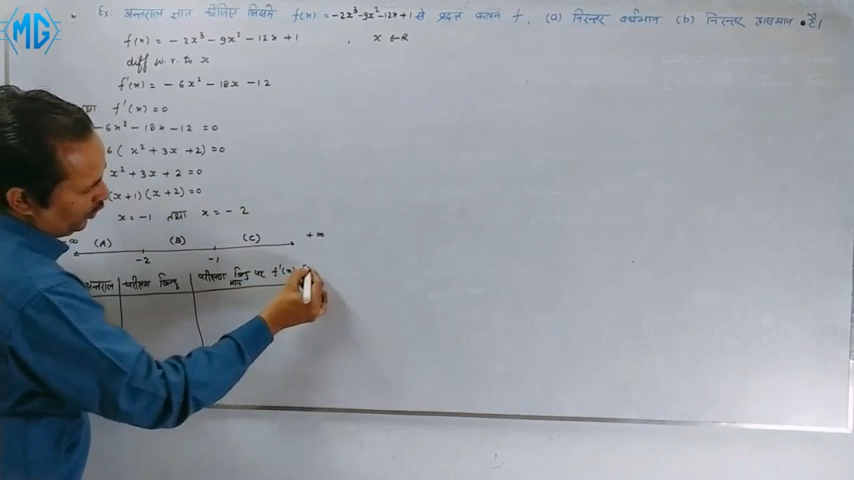 MG
Ex: अन्तराल ज्ञात कीजिए जिसमें f(x) = -2x³-9x²-12x+1 से प्रदत्त फलन f, (a) निरन्तर वर्धमान (b) निरन्तर ह्रासमान है।
f(x) = - 2x³ - 9x² - 12x + 1 , x ∈ R
diff w.r. to x
f'(x) = - 6x² - 18x - 12
f'(x) = 0
-6x² - 18x - 12 = 0
6 ( x² + 3x + 2) = 0
x² + 3x + 2 = 0
(x+1) (x+2) = 0
x = -1 तथा x = - 2
-∞ (A) (B) (C) +∞
-2 -1
अन्तराल परीक्षण बिन्दु परीक्षण बिन्दु पर f'(x)
मान